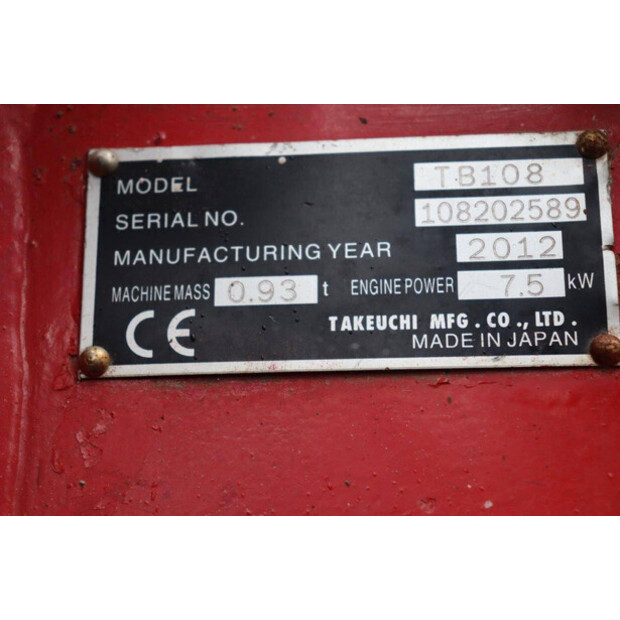 MODEL TB108
SERIAL NO. 108202589
MANUFACTURING YEAR 2012
MACHINE MASS 0.93 t ENGINE POWER 7.5 kW
CE TAKEUCHI MFG. CO., LTD.
MADE IN JAPAN